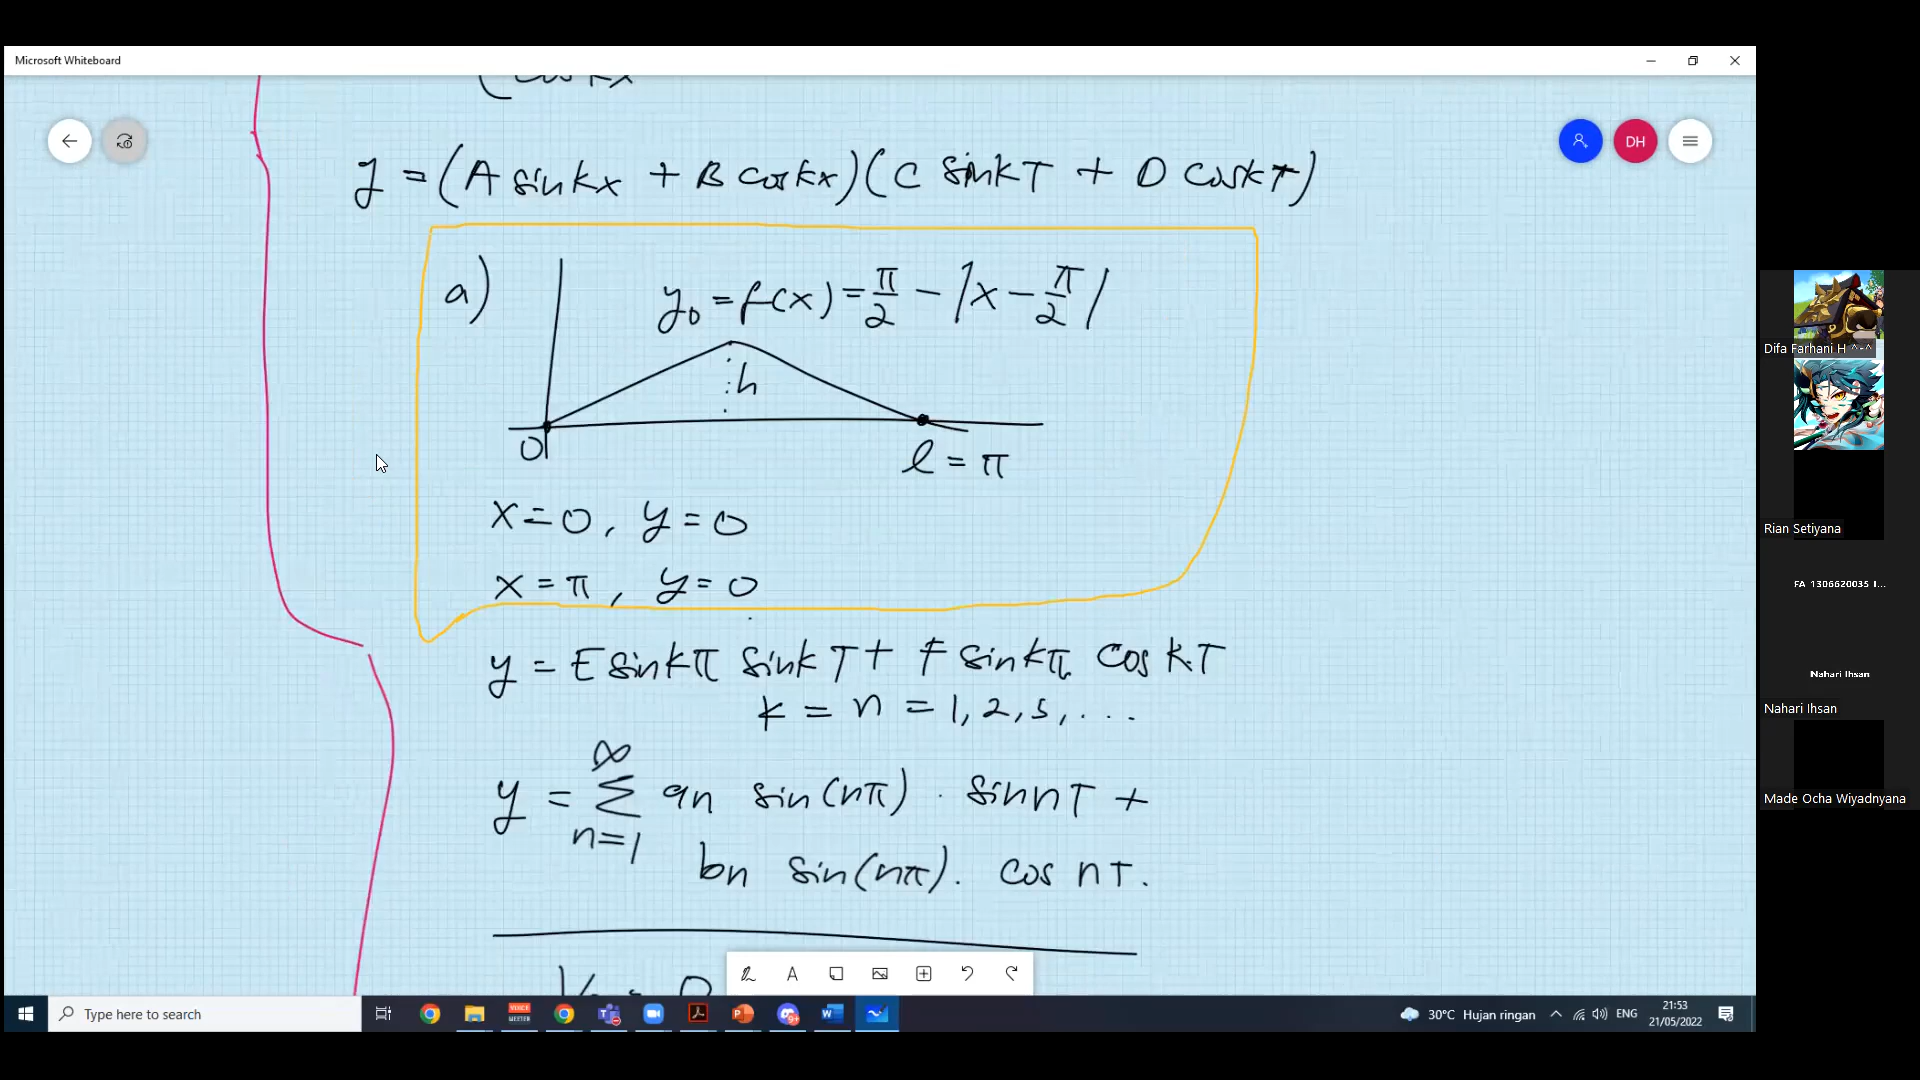 Microsoft Whiteboard
cos kx
y = (A sin kx + B cos kx)(C sin kT + D cos kT)
a)
y₀ = f(x) = π/2 - |x - π/2|
h
0
l = π
x = 0, y = 0
x = π, y = 0
y = E sin kπ sin kT + F sin kπ cos kT
k = n = 1, 2, 3, ...
∞
y = Σ an sin(nπ) · sin nT +
n=1
bn sin(nπ). cos nT.
DH
Difa Farhani H ^-^
Rian Setiyana
FA_1306620035_I...
Nahari Ihsan
Nahari Ihsan
Made Ocha Wiyadnyana
Type here to search
30°C Hujan ringan
ENG
21:53
21/05/2022